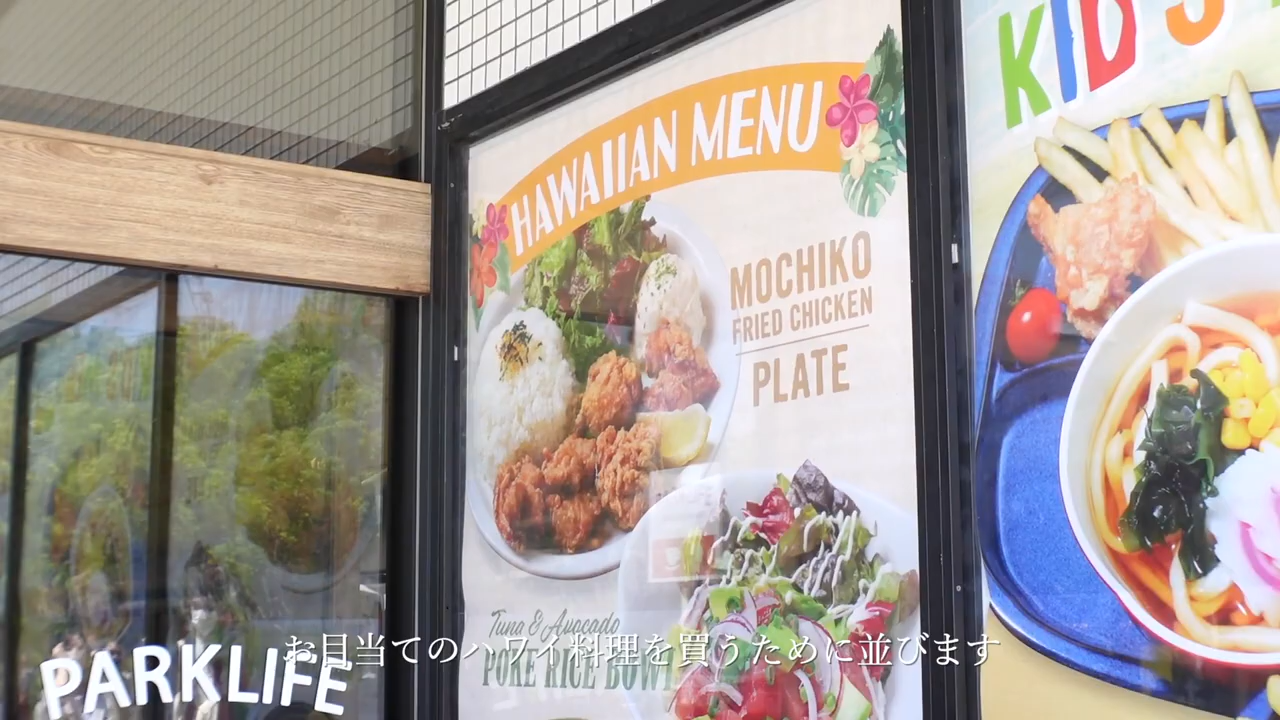 HAWAIIAN MENU
MOCHIKO
FRIED CHICKEN
PLATE
Tuna & Avocado
POKE RICE BOWL
KIDS
PARKLIFE
お目当てのハワイ料理を買うために並びます